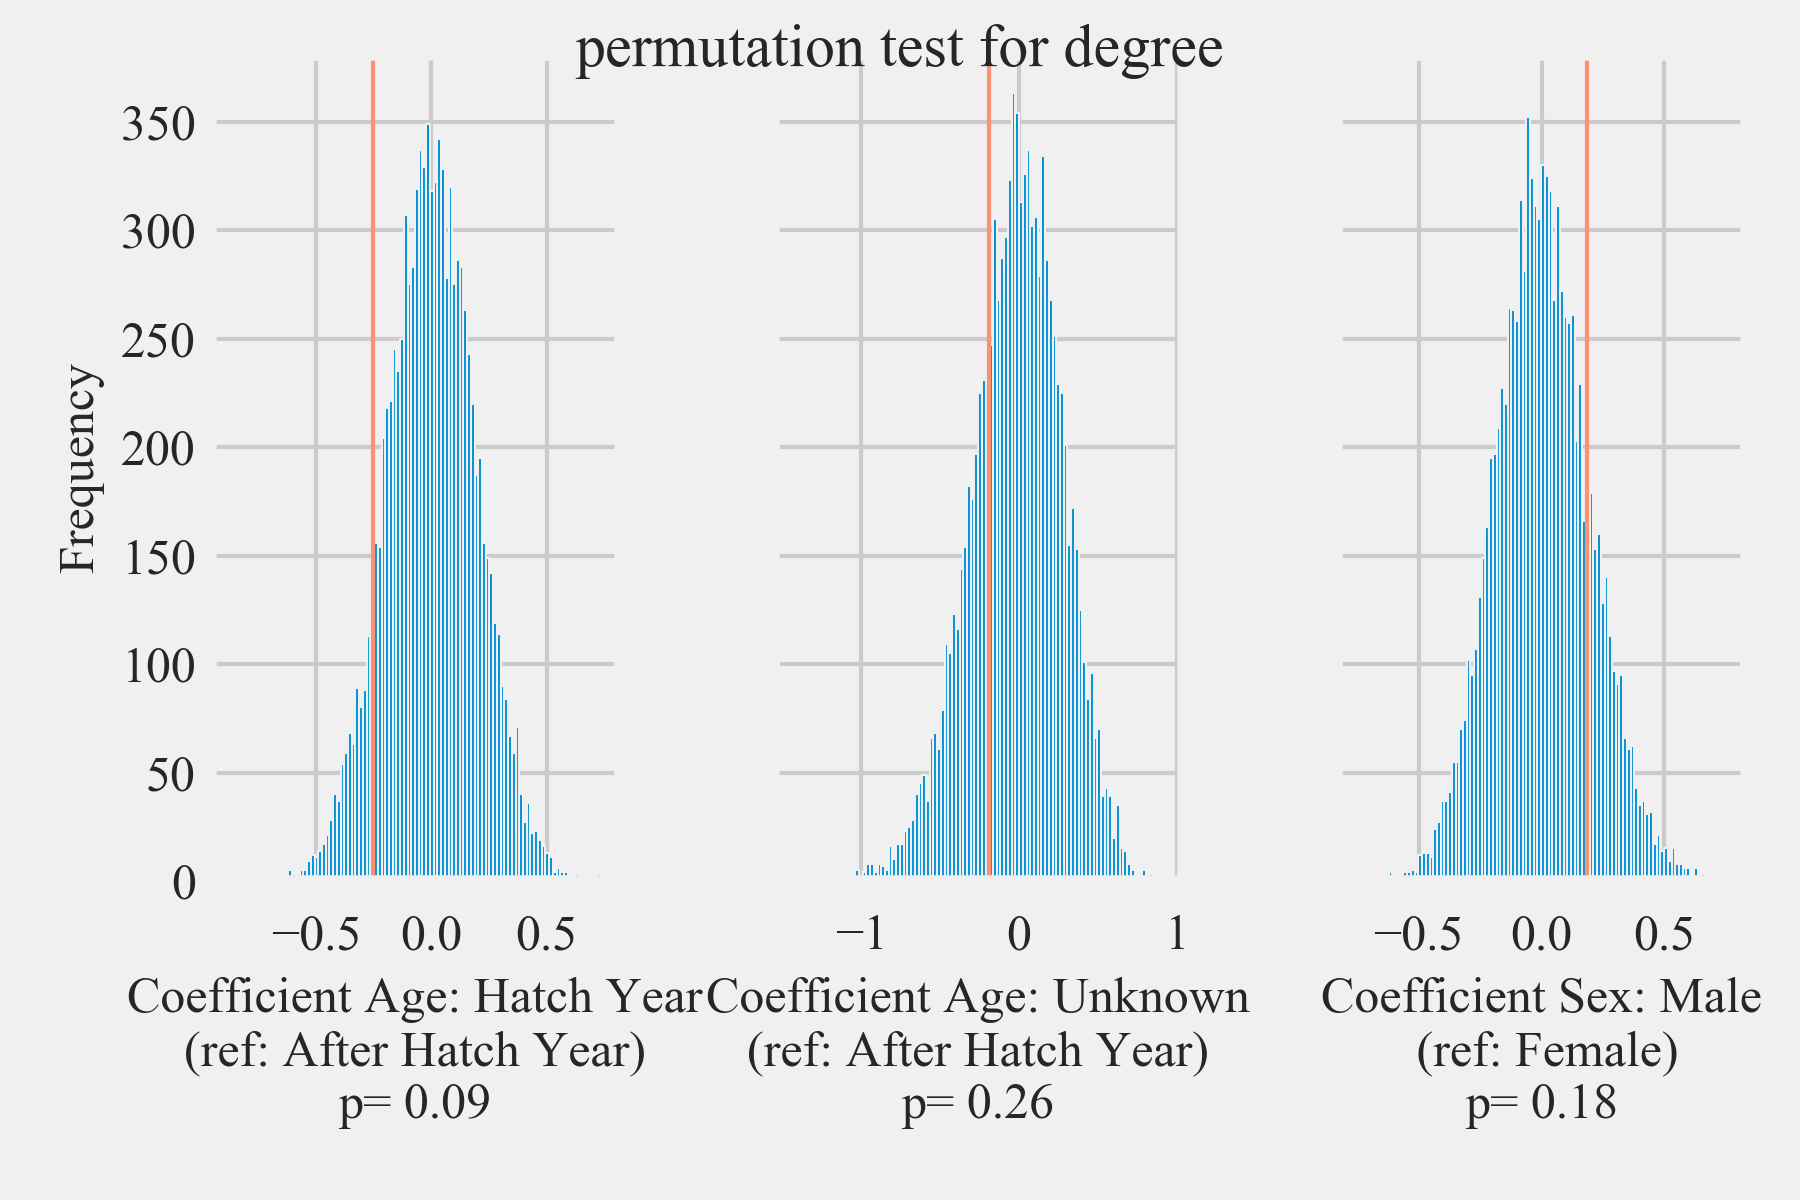 permutation test for degree
Frequency
350
300
250
200
150
100
50
0
−0.5 0.0 0.5
−1 0 1
−0.5 0.0 0.5
Coefficient Age: Hatch Year
(ref: After Hatch Year)
p= 0.09
Coefficient Age: Unknown
(ref: After Hatch Year)
p= 0.26
Coefficient Sex: Male
(ref: Female)
p= 0.18